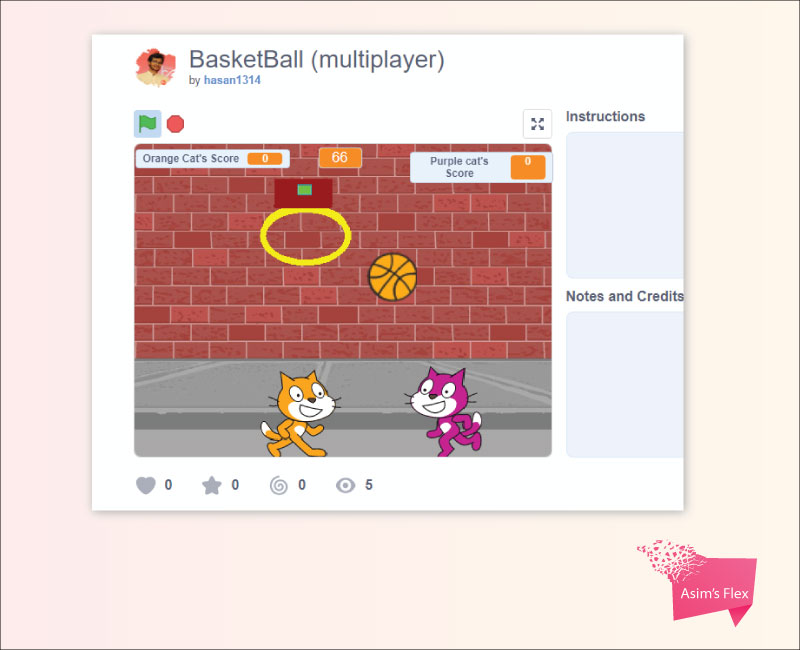 BasketBall (multiplayer)
by hasan1314
Instructions
Orange Cat's Score 0
66
Purple cat's
Score
0
Notes and Credits
0
0
0
5
Asim's Flex